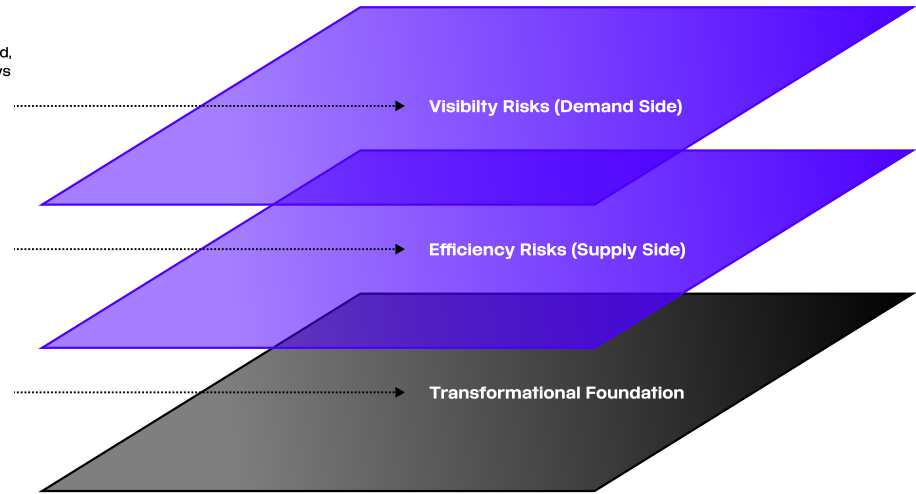 d,
Visibilty Risks (Demand Side)
Efficiency Risks (Supply Side)
Transformational Foundation